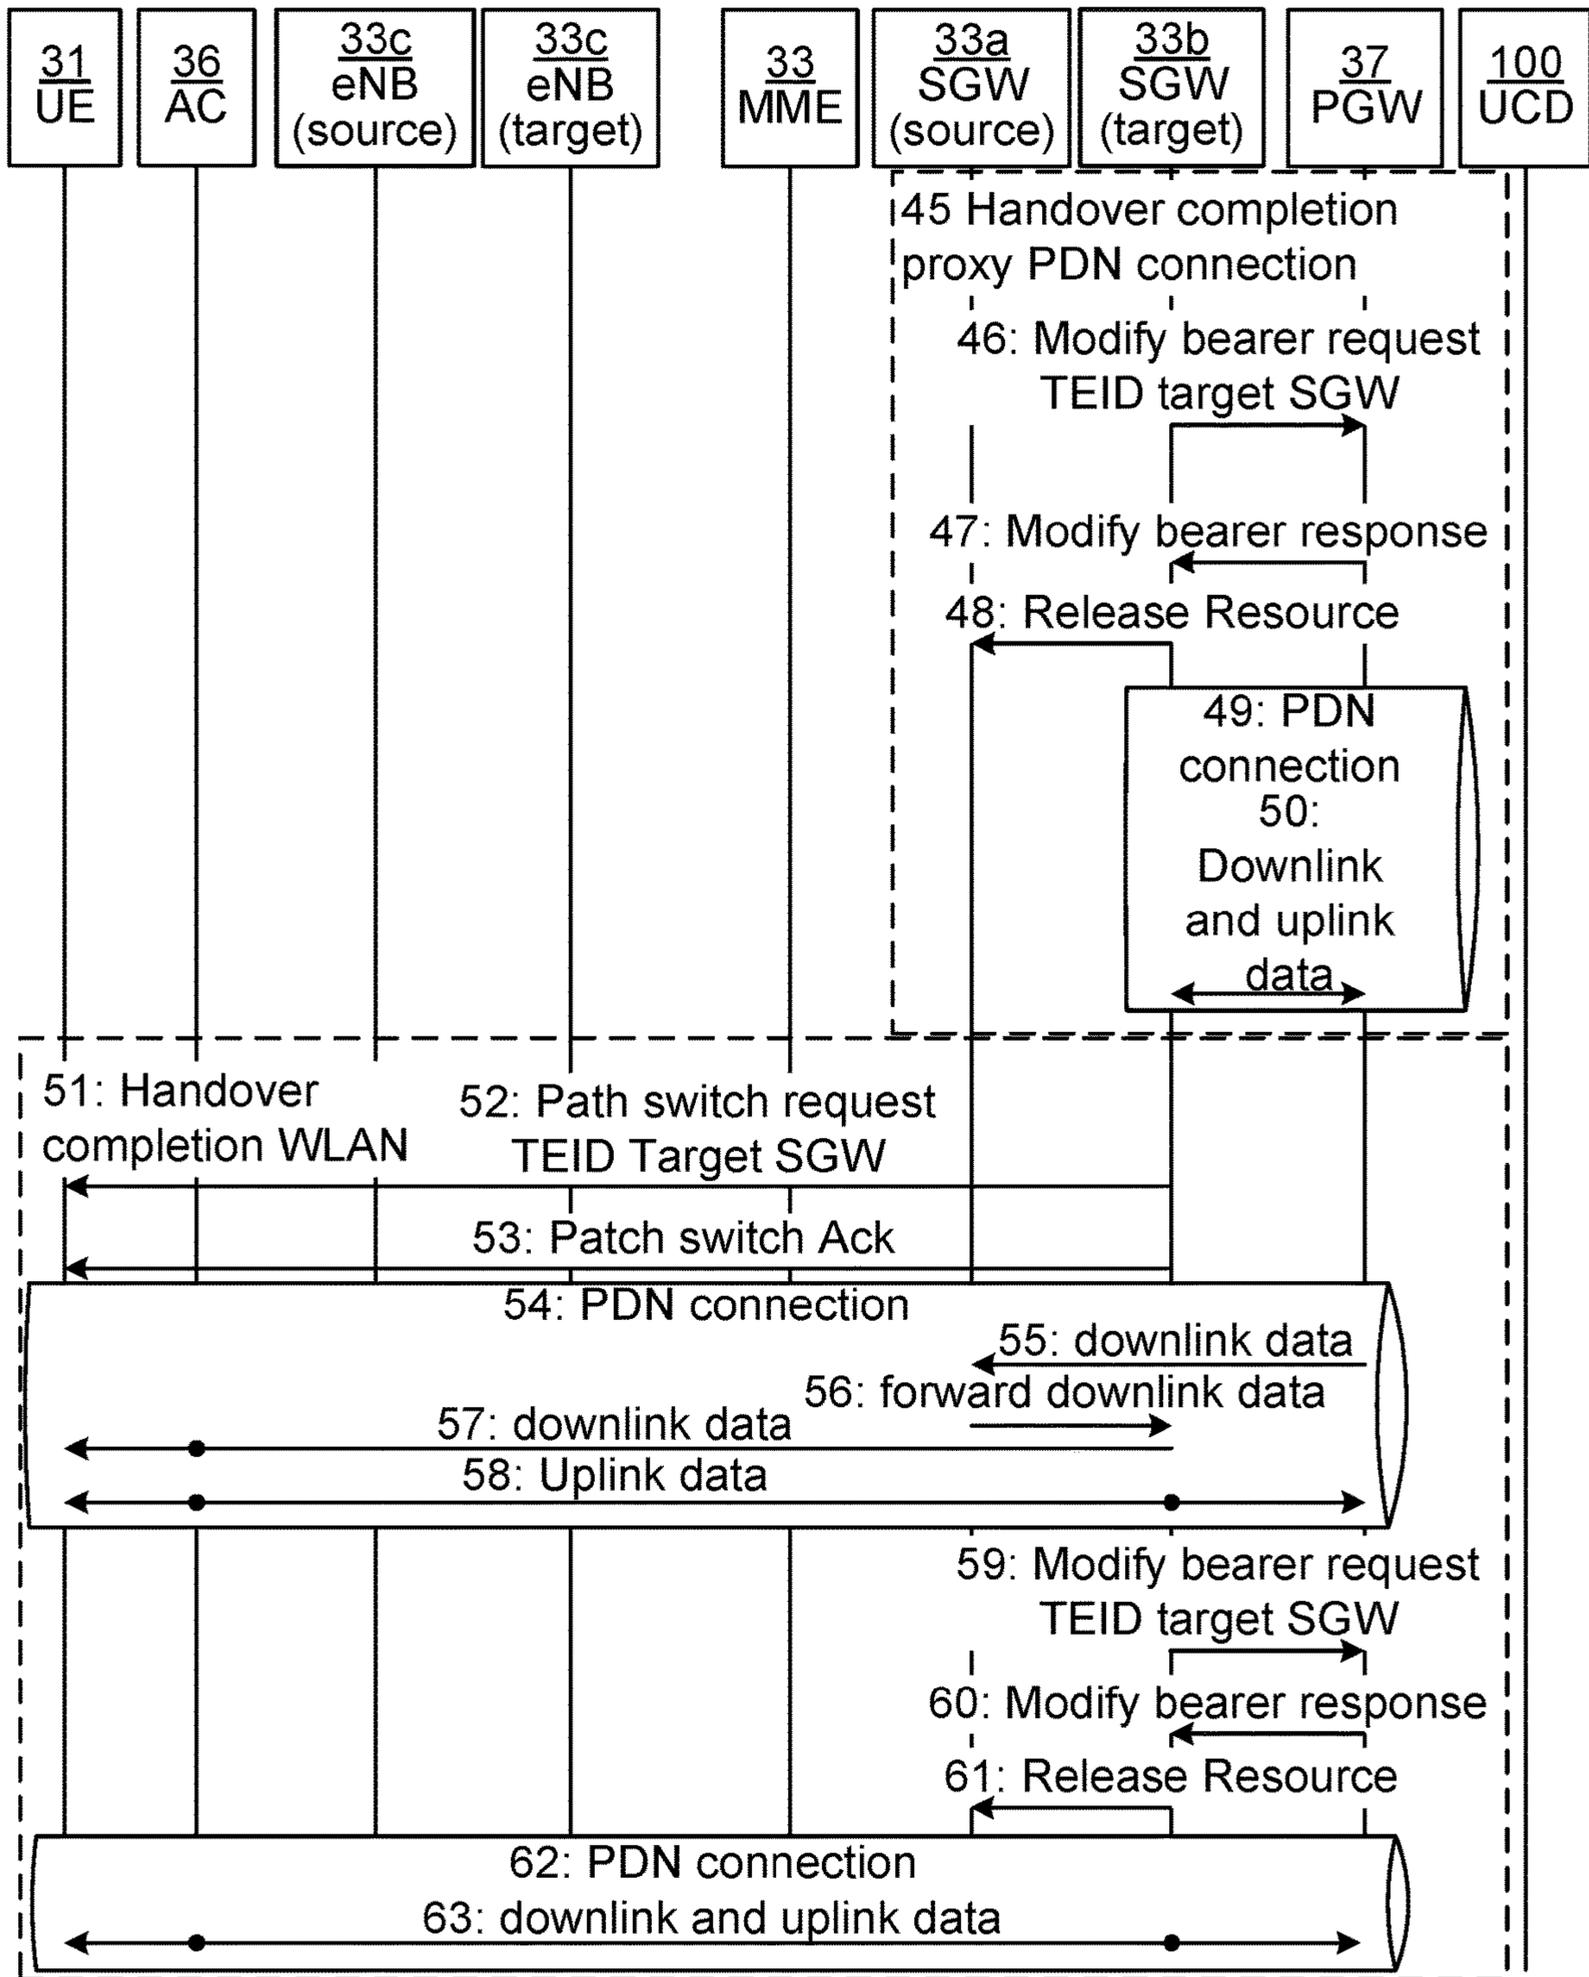 31
UE
36
AC
33c
eNB
(source)
33c
eNB
(target)
33
MME
33a
SGW
(source)
33b
SGW
(target)
37
PGW
100
UCD
45 Handover completion
proxy PDN connection
46: Modify bearer request
TEID target SGW
47: Modify bearer response
48: Release Resource
49: PDN
connection
50:
Downlink
and uplink
data
51: Handover
completion WLAN
52: Path switch request
TEID Target SGW
53: Patch switch Ack
54: PDN connection
55: downlink data
56: forward downlink data
57: downlink data
58: Uplink data
59: Modify bearer request
TEID target SGW
60: Modify bearer response
61: Release Resource
62: PDN connection
63: downlink and uplink data